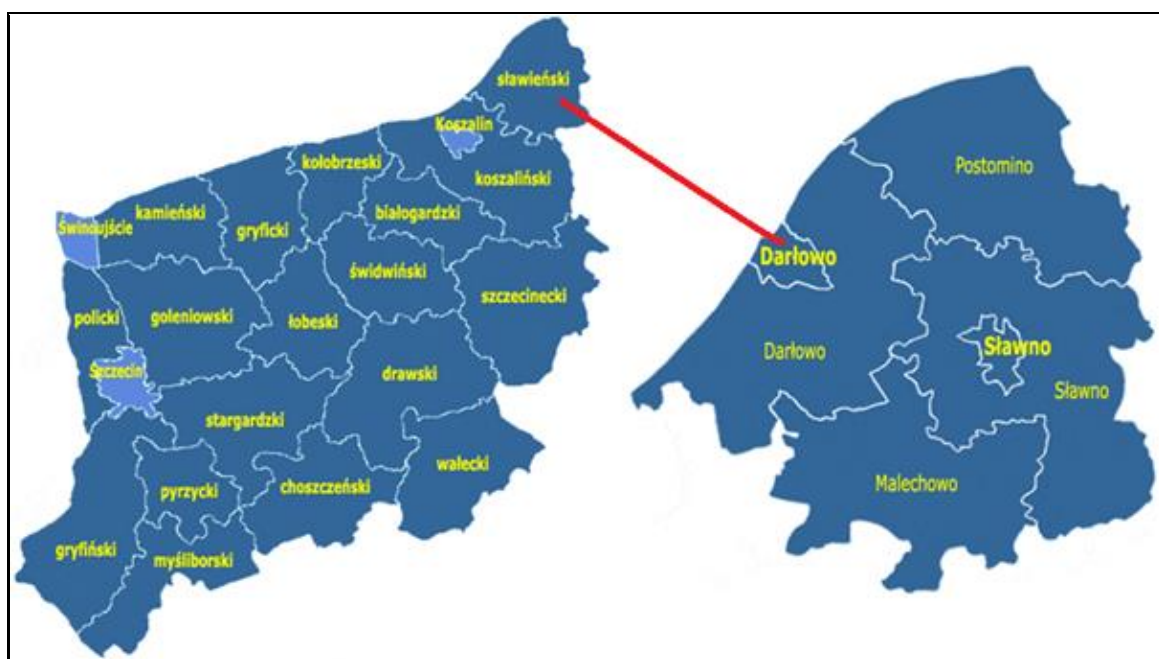 sławieński
Koszalin
kołobrzeski
koszaliński
kamieński
białogardzki
Świnoujście
gryficki
świdwiński
szczecinecki
policki
goleniowski
łobeski
Szczecin
drawski
stargardzki
wałecki
pyrzycki
choszczeński
gryfiński
myśliborski
Postomino
Darłowo
Darłowo
Sławno
Sławno
Malechowo